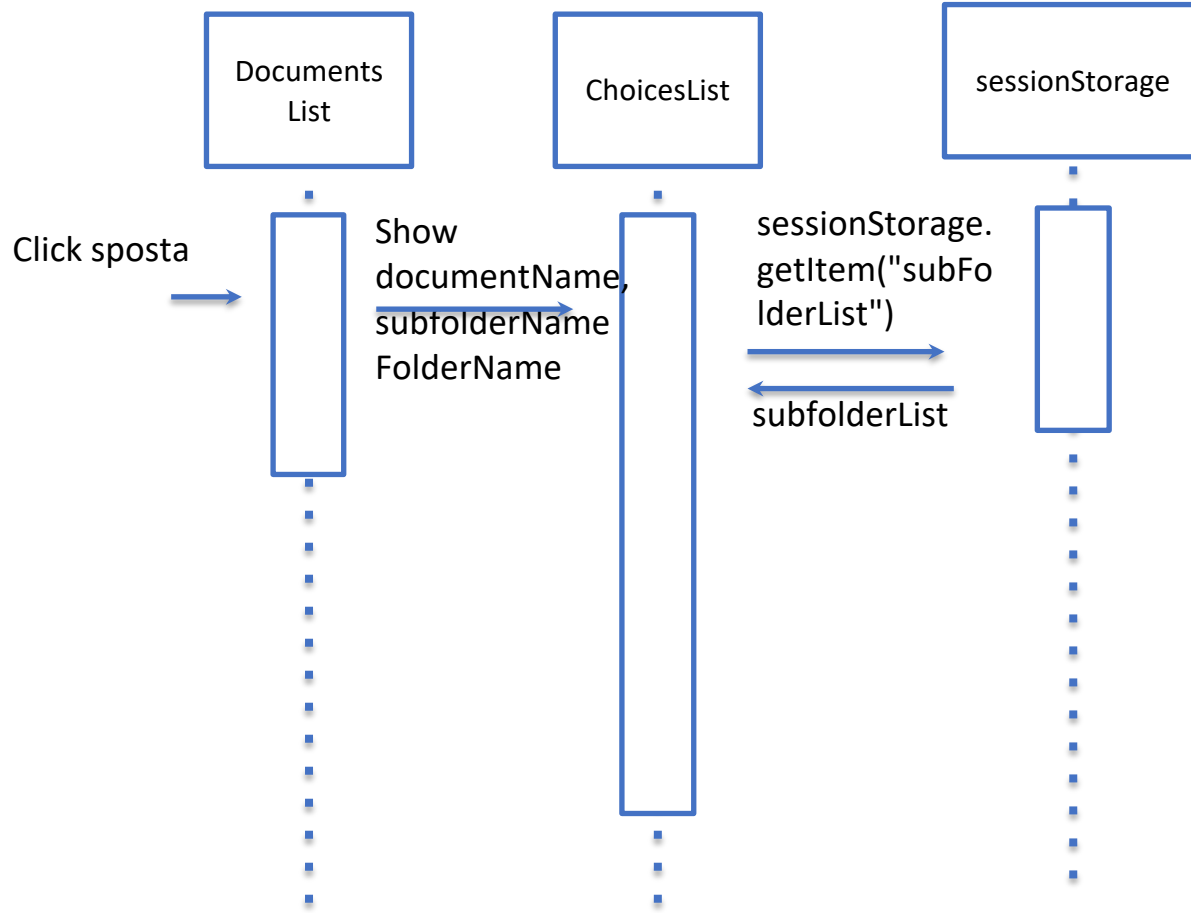 Documents
List
ChoicesList
sessionStorage
Click sposta
Show
documentName,
subfolderName
FolderName
sessionStorage.
getItem("subFo
lderList")
subfolderList